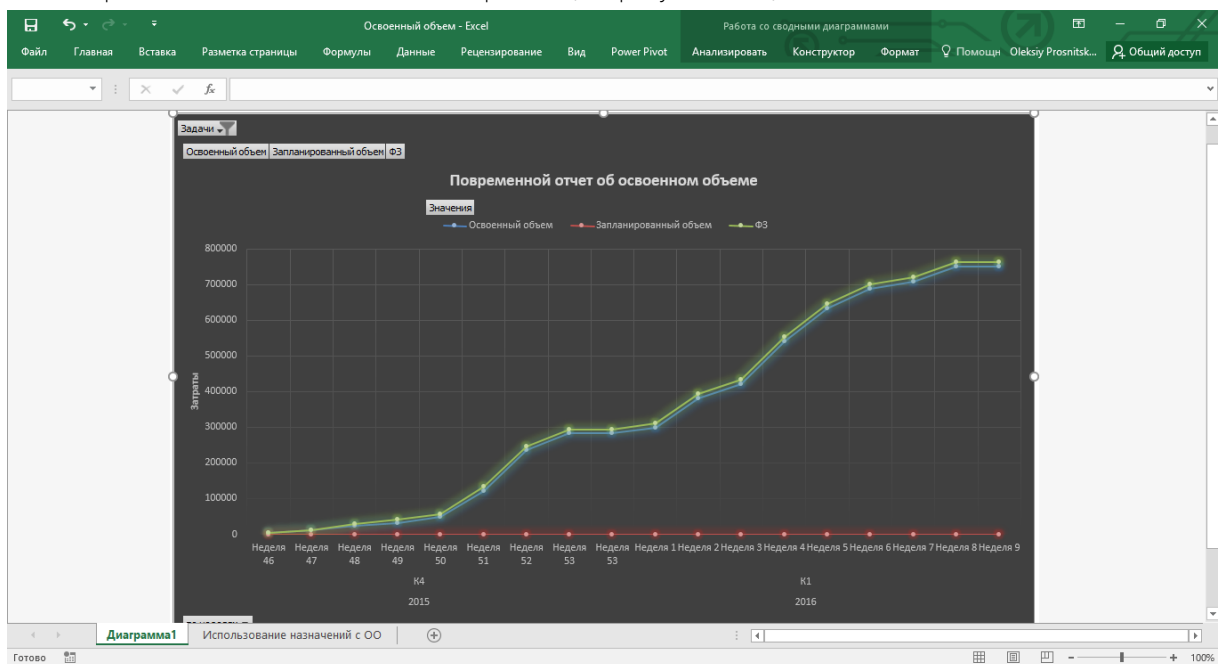 Освоенный объем - Excel
Работа со сводными диаграммами
Файл Главная Вставка Разметка страницы Формулы Данные Рецензирование Вид Power Pivot Анализировать Конструктор Формат Помощн Oleksiy Prosnitsk... Общий доступ
fx
Задачи
Освоенный объем Запланированный объем ФЗ
Повременной отчет об освоенном объеме
Значения
Освоенный объем Запланированный объем ФЗ
800000
700000
600000
500000
400000
300000
200000
100000
0
Затраты
Неделя 46
Неделя 47
Неделя 48
Неделя 49
Неделя 50
Неделя 51
Неделя 52
Неделя 53
Неделя 53
Неделя 1
Неделя 2
Неделя 3
Неделя 4
Неделя 5
Неделя 6
Неделя 7
Неделя 8
Неделя 9
К4 К1
2015 2016
Диаграмма1 Использование назначений с ОО
Готово
100%